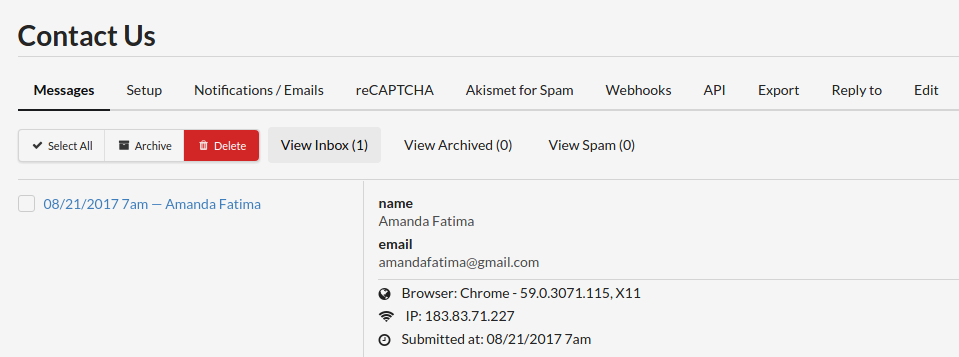 Contact Us
Messages Setup Notifications / Emails reCAPTCHA Akismet for Spam Webhooks API Export Reply to Edit
Select All Archive Delete View Inbox (1) View Archived (0) View Spam (0)
08/21/2017 7am — Amanda Fatima
name
Amanda Fatima
email
amandafatima@gmail.com
Browser: Chrome - 59.0.3071.115, X11
IP: 183.83.71.227
Submitted at: 08/21/2017 7am